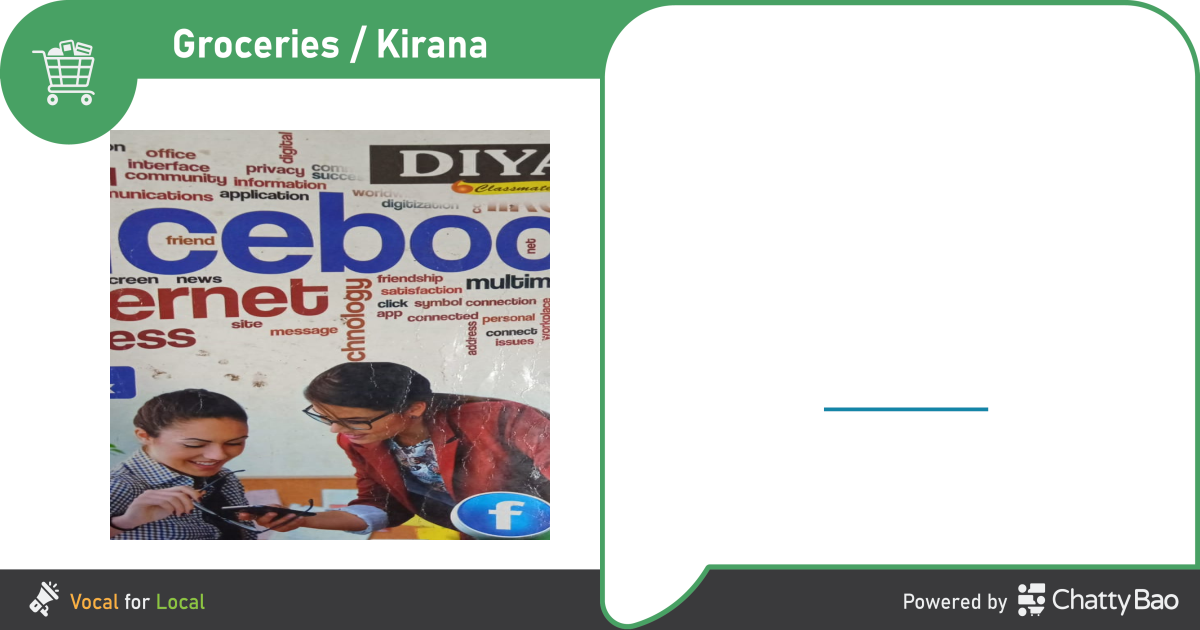 Groceries / Kirana
on
office
digital
interface
privacy
com
community
information
succe
DIYA
Classmate
munications
application
world
digitization
ceboo
friend
net
creen
news
friendship
multim
ernet
satisfaction
chnology
click
symbol
connection
app
connected
personal
workplace
site
message
address
connect
ess
issues
f
Vocal for Local
Powered by ChattyBao